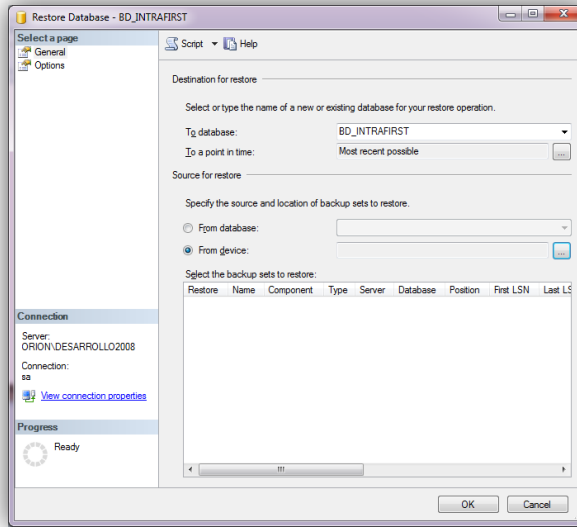 Restore Database - BD_INTRAFIRST
Select a page
General
Options
Script Help
Destination for restore
Select or type the name of a new or existing database for your restore operation.
To database: BD_INTRAFIRST
To a point in time: Most recent possible ...
Source for restore
Specify the source and location of backup sets to restore.
From database:
From device: ...
Select the backup sets to restore:
Restore Name Component Type Server Database Position First LSN Last LS
Connection
Server:
ORION\DESARROLLO2008
Connection:
sa
View connection properties
Progress
Ready
OK Cancel